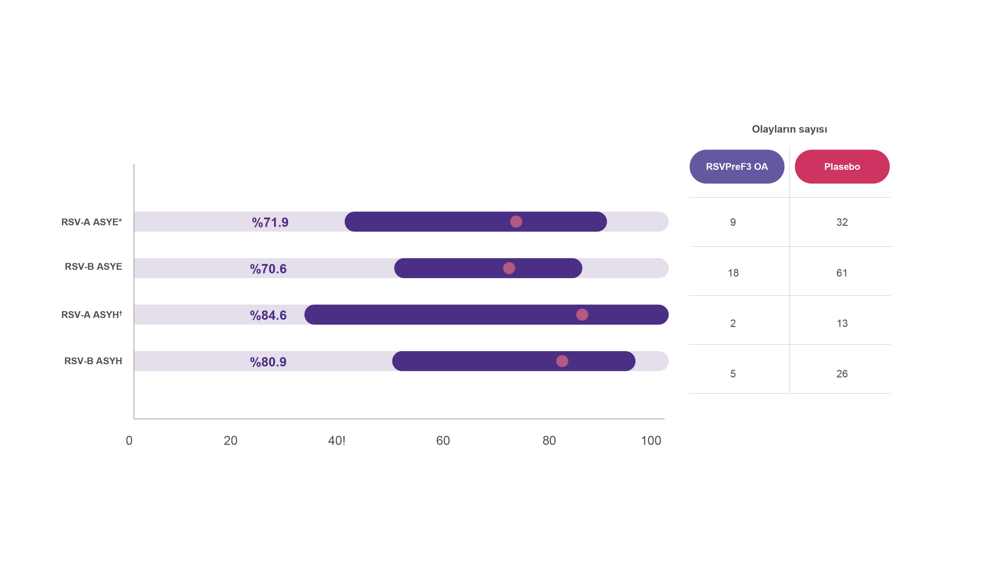 Olayların sayısı
RSVPreF3 OA Plasebo
RSV-A ASYE* %71.9 9 32
RSV-B ASYE %70.6 18 61
RSV-A ASYH† %84.6 2 13
RSV-B ASYH %80.9 5 26
0 20 40! 60 80 100